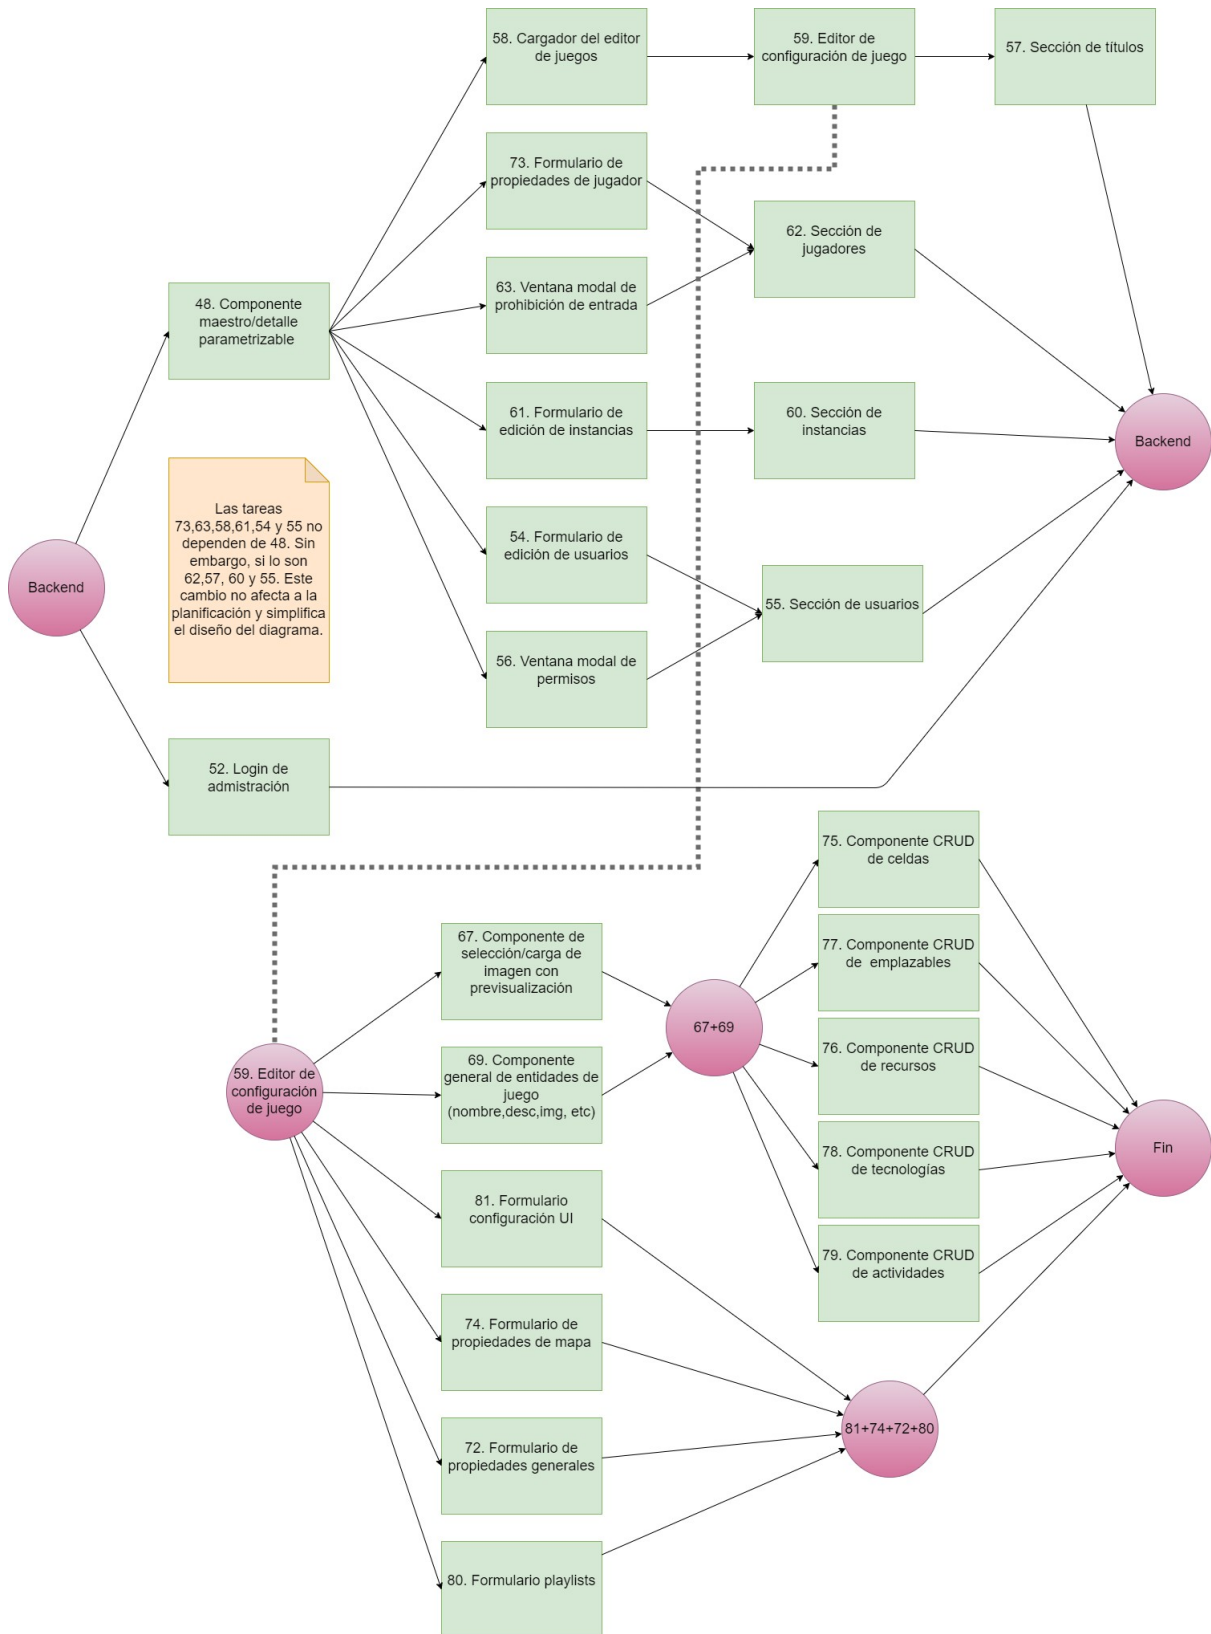 58. Cargador del editor
de juegos
59. Editor de
configuración de juego
57. Sección de títulos
73. Formulario de
propiedades de jugador
62. Sección de
jugadores
63. Ventana modal de
prohibición de entrada
48. Componente
maestro/detalle
parametrizable
61. Formulario de
edición de instancias
60. Sección de
instancias
Backend
Las tareas
73,63,58,61,54 y 55 no
dependen de 48. Sin
embargo, si lo son
62,57, 60 y 55. Este
cambio no afecta a la
planificación y simplifica
el diseño del diagrama.
54. Formulario de
edición de usuarios
Backend
55. Sección de usuarios
56. Ventana modal de
permisos
52. Login de
admistración
75. Componente CRUD
de celdas
67. Componente de
selección/carga de
imagen con
previsualización
77. Componente CRUD
de emplazables
67+69
76. Componente CRUD
de recursos
69. Componente
general de entidades de
juego
(nombre,desc,img, etc)
59. Editor de
configuración
de juego
78. Componente CRUD
de tecnologías
Fin
81. Formulario
configuración UI
79. Componente CRUD
de actividades
74. Formulario de
propiedades de mapa
81+74+72+80
72. Formulario de
propiedades generales
80. Formulario playlists